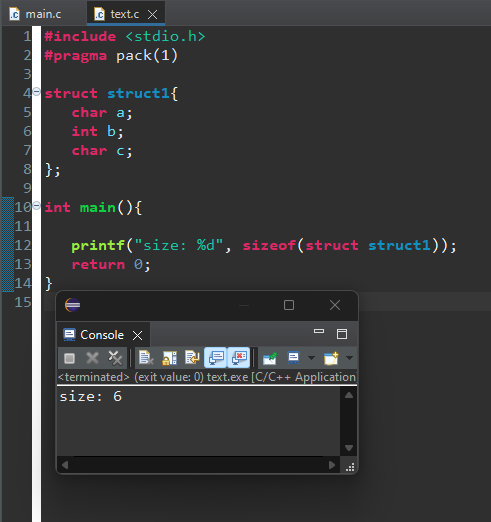 main.c text.c
1 #include <stdio.h>
2 #pragma pack(1)
3
4 struct struct1{
5 char a;
6 int b;
7 char c;
8 };
9
10 int main(){
11
12 printf("size: %d", sizeof(struct struct1));
13 return 0;
14 }
15
Console
<terminated> (exit value: 0) text.exe [C/C++ Application
size: 6